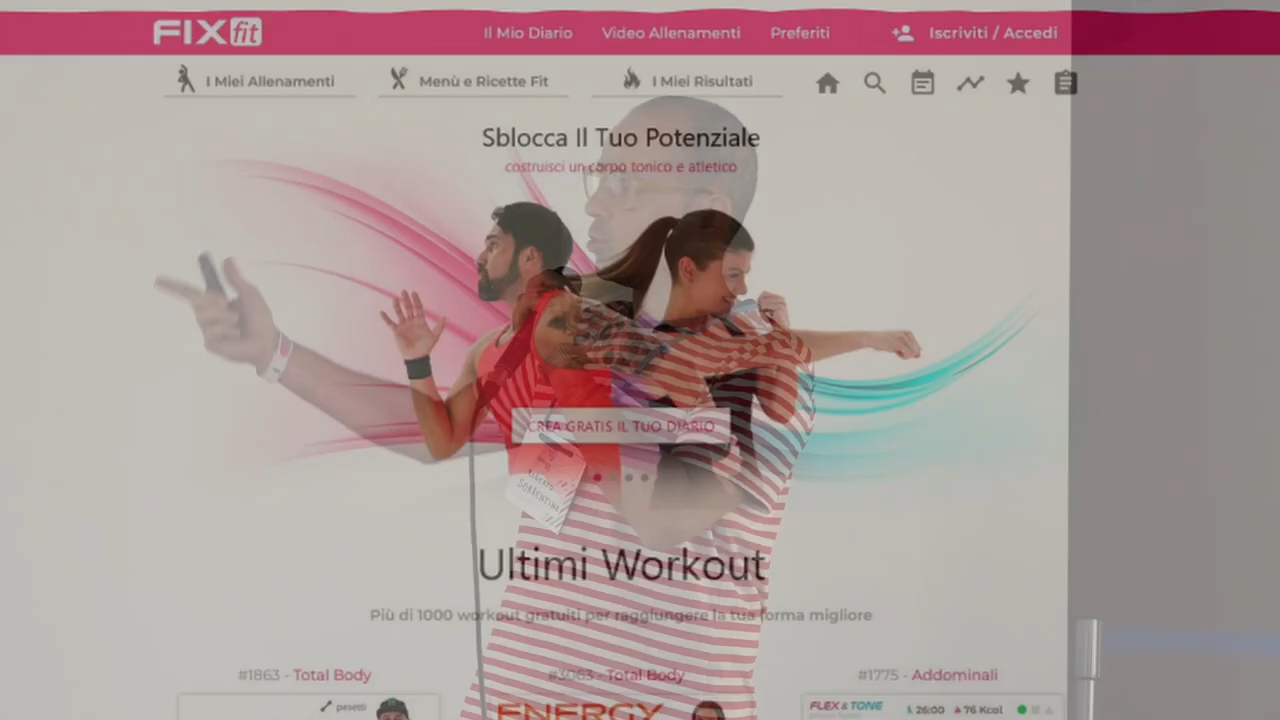 FIXfit
Il Mio Diario Video Allenamenti Preferiti Iscriviti / Accedi
I Miei Allenamenti Menù e Ricette Fit I Miei Risultati
Sblocca Il Tuo Potenziale
costruisci un corpo tonico e atletico
CREA GRATIS IL TUO DIARIO
SORRENTINO
Ultimi Workout
Più di 1000 workout gratuiti per raggiungere la tua forma migliore
#1863 - Total Body #3063 - Total Body #1775 - Addominali
pesetti ENERGY FLEX & TONE 26:00 76 Kcal